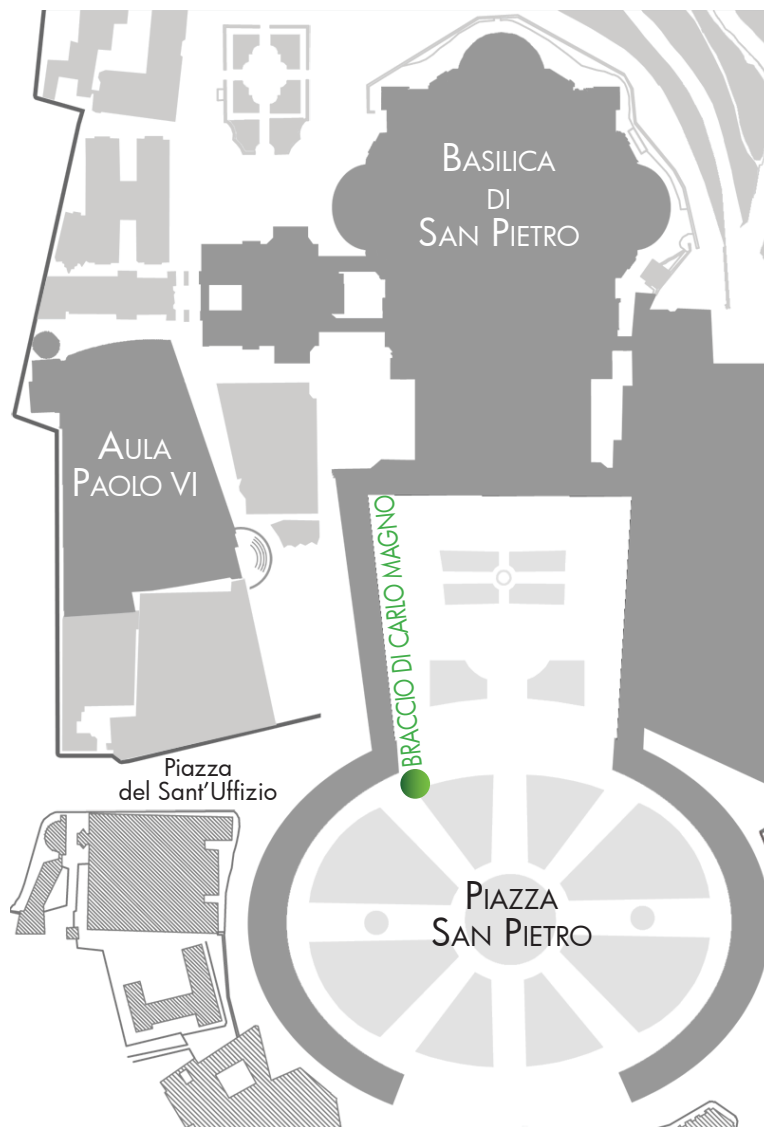 BASILICA
DI
SAN PIETRO
AULA
PAOLO VI
BRACCIO DI CARLO MAGNO
Piazza
del Sant'Uffizio
PIAZZA
SAN PIETRO